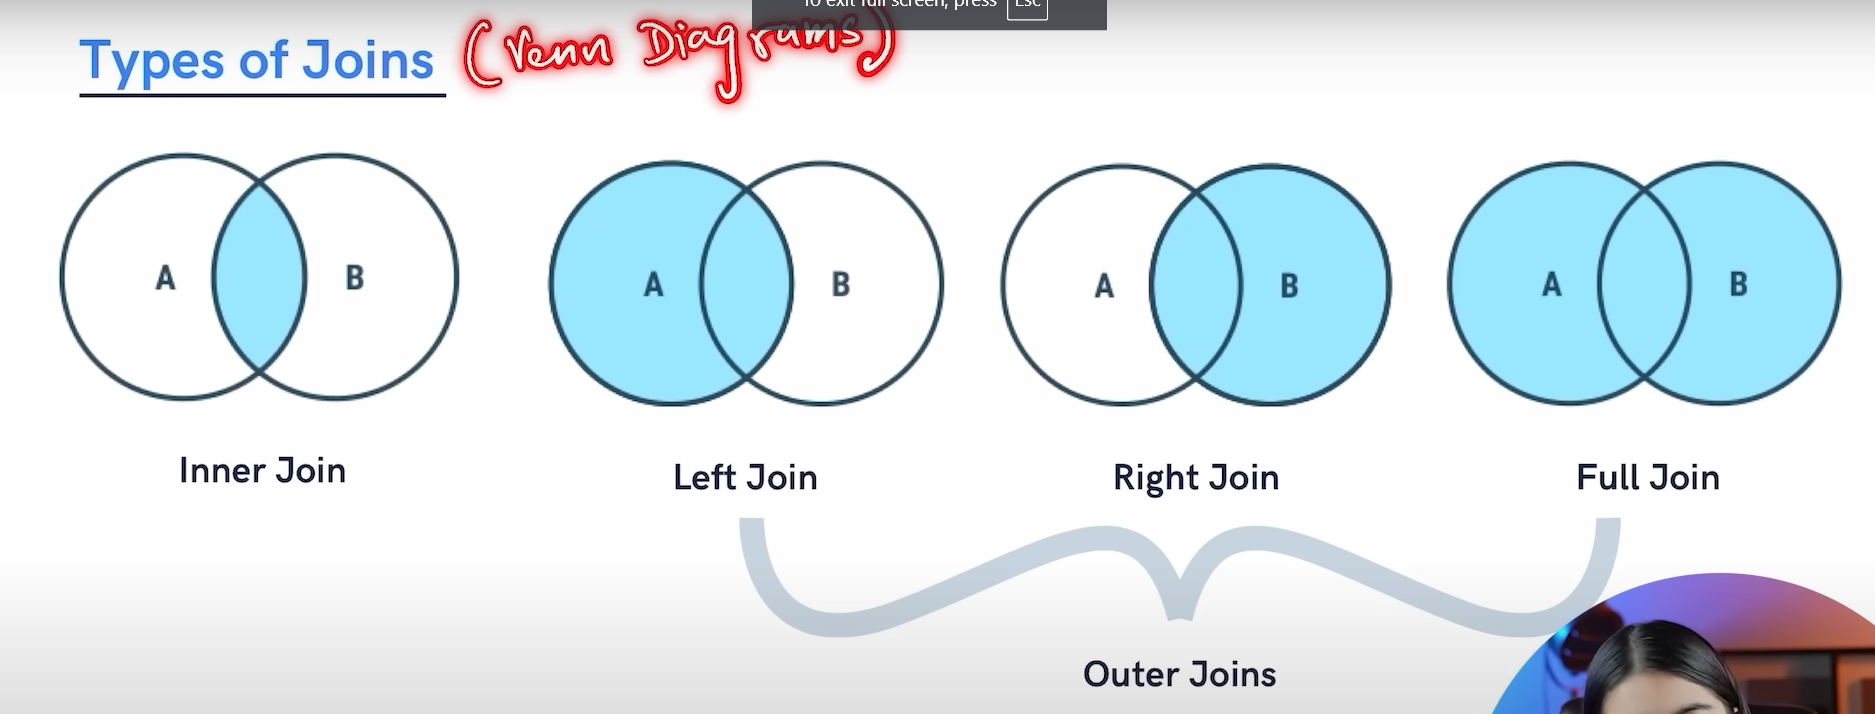 To exit full screen, press Esc
Types of Joins (Venn Diagrams)
A B
A B
A B
A B
Inner Join
Left Join
Right Join
Full Join
Outer Joins